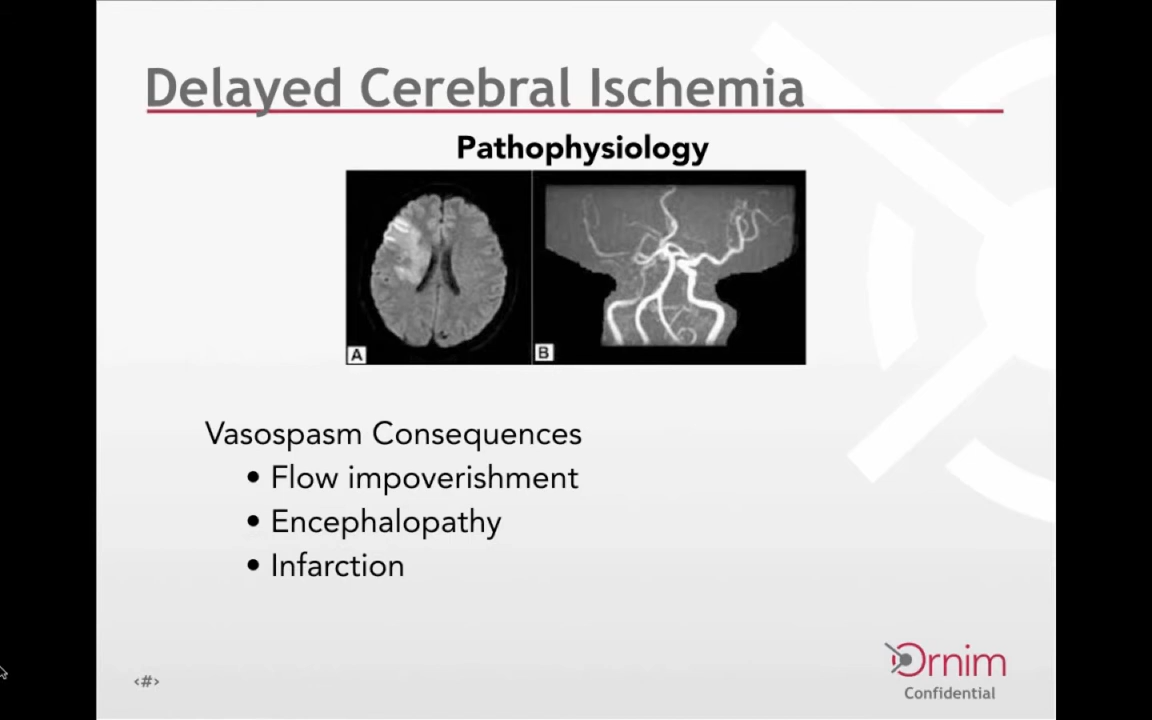 Delayed Cerebral Ischemia
Pathophysiology
A
B
Vasospasm Consequences
• Flow impoverishment
• Encephalopathy
• Infarction
Ornim
Confidential
‹#›